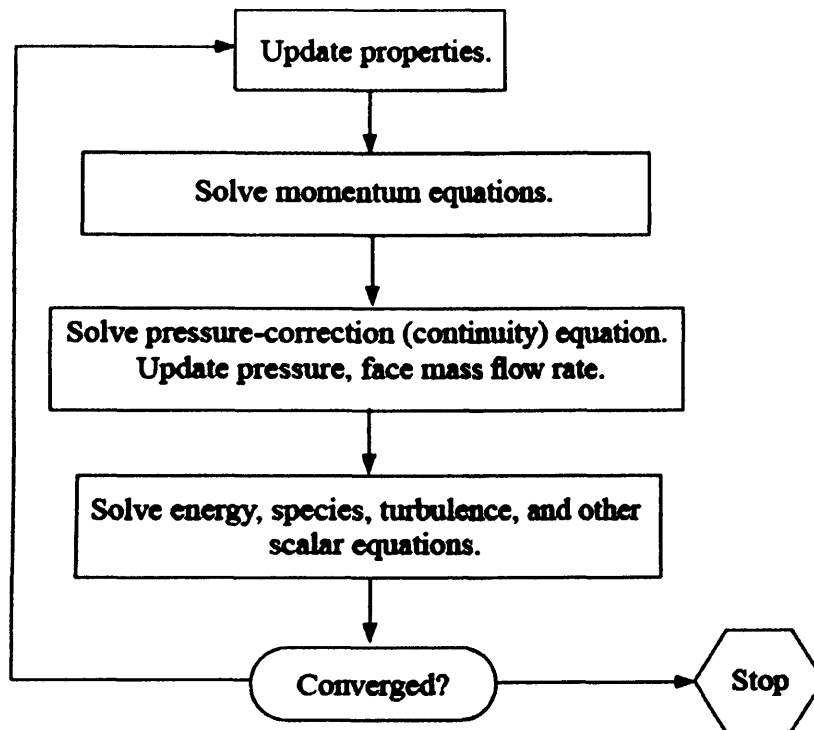 Update properties.
Solve momentum equations.
Solve pressure-correction (continuity) equation.
Update pressure, face mass flow rate.
Solve energy, species, turbulence, and other
scalar equations.
Converged?
Stop